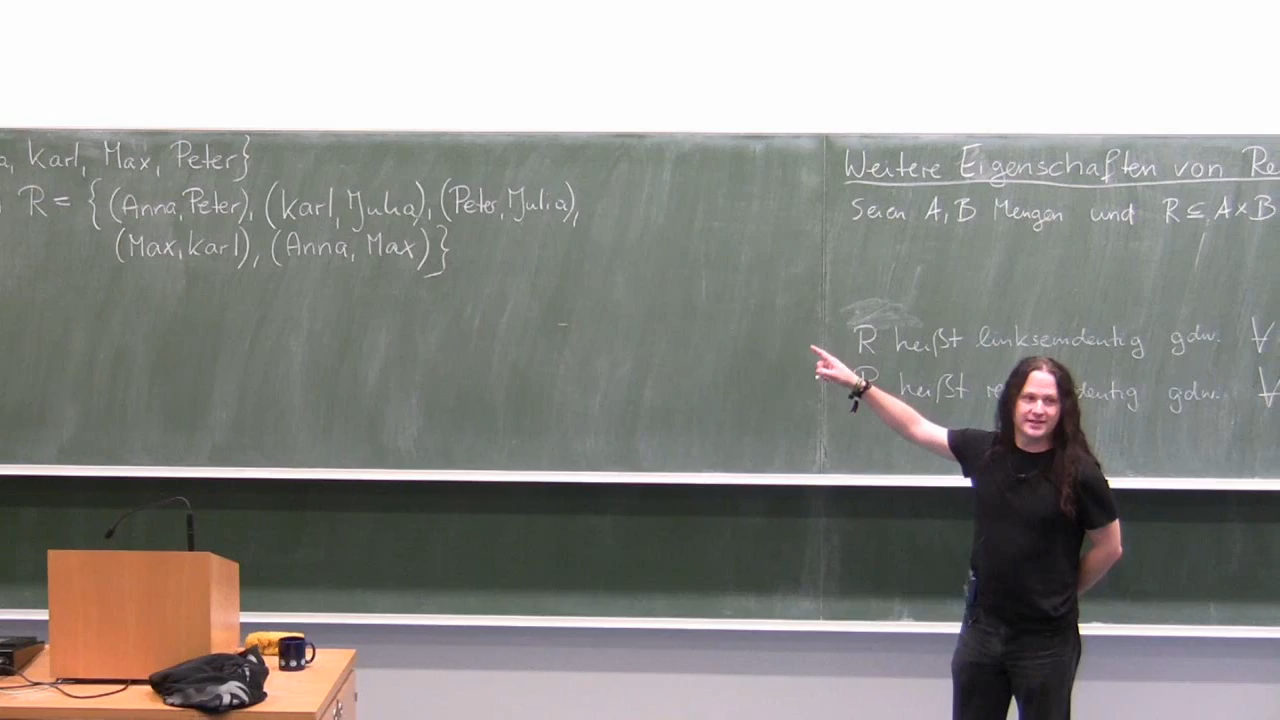 a, Karl, Max, Peter}
R = {(Anna, Peter), (Karl, Julia), (Peter, Julia),
(Max, Karl), (Anna, Max)}
Weitere Eigenschaften von Re
Seien A, B Mengen und R ⊆ A×B
R heißt linkseindeutig gdw. ∀
R heißt gdw. ∀